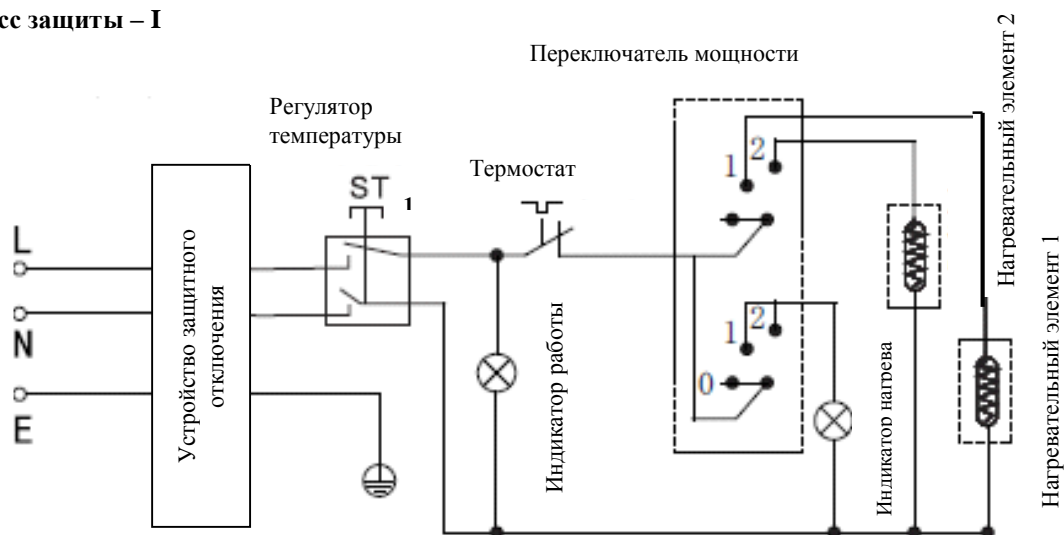 сс защиты – I
Переключатель мощности
Регулятор
температуры
Термостат
ST
1
L
N
E
Устройство защитного
отключения
Индикатор работы
1
2
1
2
0
Индикатор нагрева
Нагревательный элемент 2
Нагревательный элемент 1